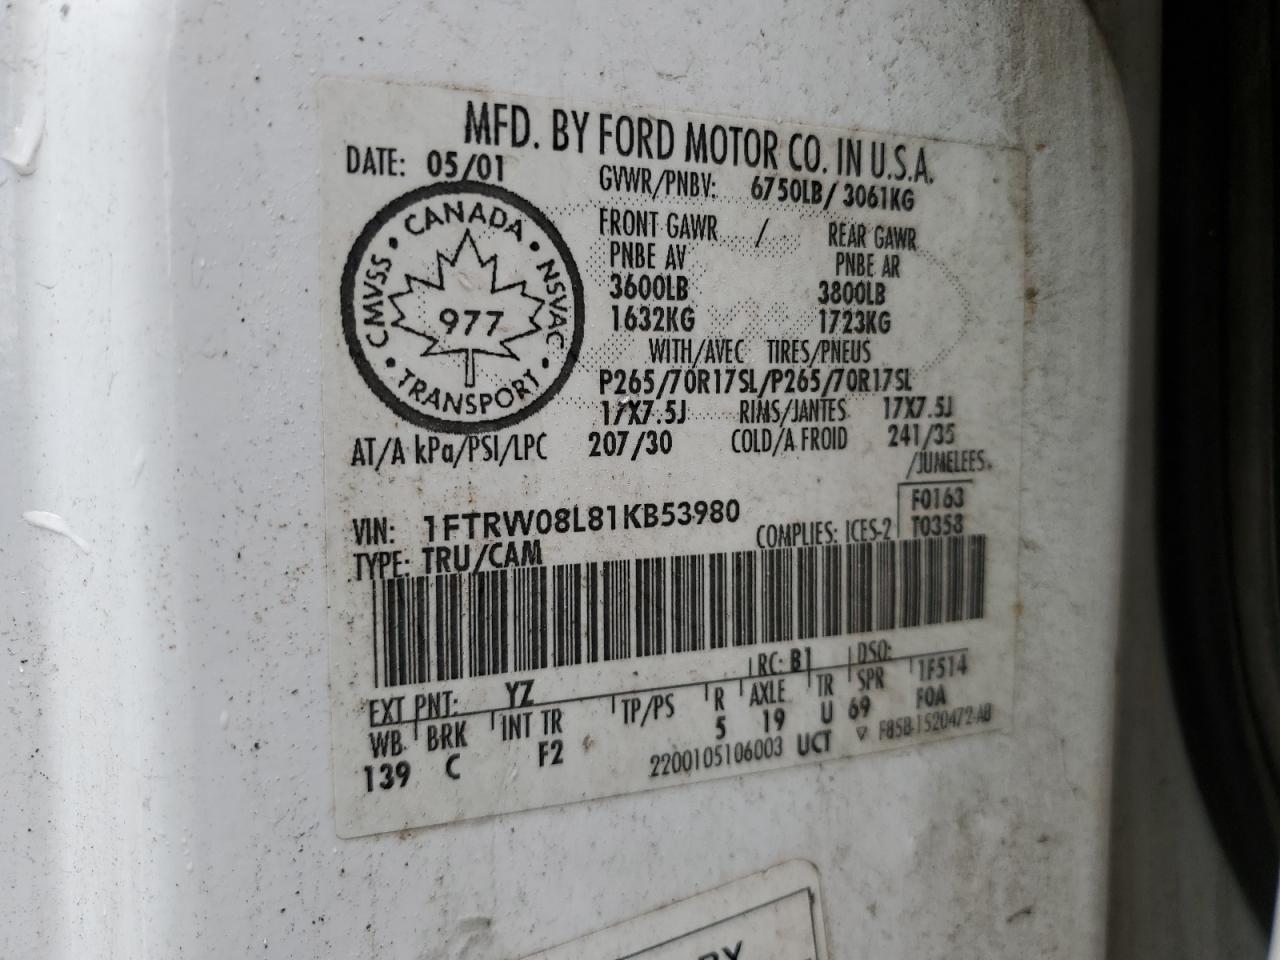 MFD. BY FORD MOTOR CO. IN U.S.A.
DATE: 05/01
GVWR/PNBV: 6750LB/ 3061KG
CANADA • NSVAC • TRANSPORT • CMVSS •
977
FRONT GAWR / REAR GAWR
PNBE AV PNBE AR
3600LB 3800LB
1632KG 1723KG
WITH/AVEC TIRES/PNEUS
P265/70R17SL/P265/70R17SL
17X7.5J RIMS/JANTES 17X7.5J
AT/A kPa/PSI/LPC 207/30 COLD/A FROID 241/35
/JUMELEES.
VIN: 1FTRW08L81KB53980
F0163
TYPE: TRU/CAM COMPLIES: ICES-2 T0358
EXT PNT: YZ RC: B1 DSO:
WB BRK INT TR TP/PS R AXLE TR SPR 1F514
139 C F2 5 19 U 69 F0A
2200105106003 UCT ▽ F85B-1520472-AB